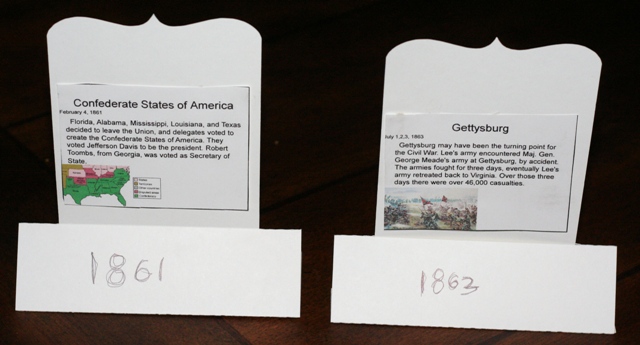 Confederate States of America
February 4, 1861
Florida, Alabama, Mississippi, Louisiana, and Texas
decided to leave the Union, and delegates voted to
create the Confederate States of America. They
voted Jefferson Davis to be the president. Robert
Toombs, from Georgia, was voted as Secretary of
State.
1861
Gettysburg
July 1,2,3, 1863
Gettysburg may have been the turning point for
the Civil War. Lee's army encountered Maj. Gen.
George Meade's army at Gettysburg, by accident.
The armies fought for three days, eventually Lee's
army retreated back to Virginia. Over those three
days there were over 46,000 casualties.
1863